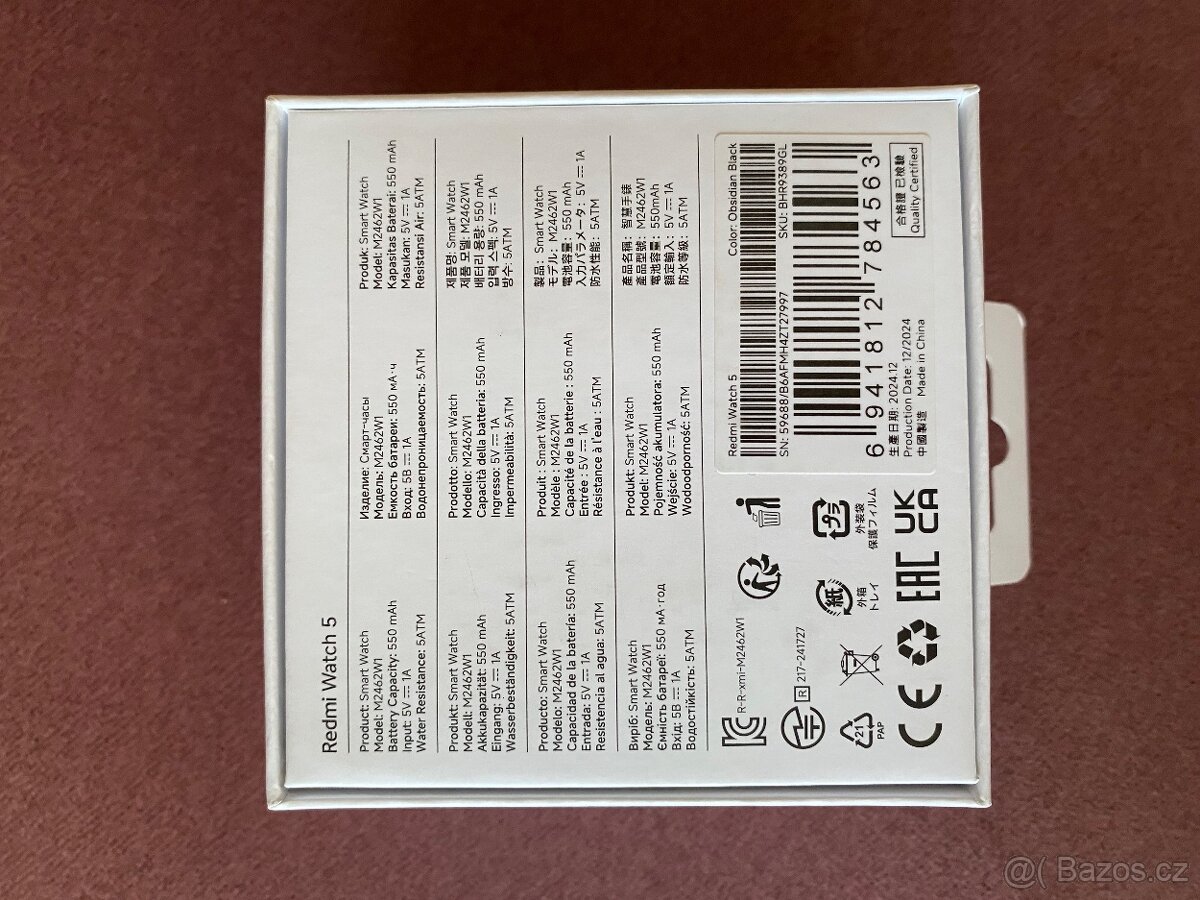 Redmi Watch 5
Product: Smart Watch
Model: M2462W1
Battery Capacity: 550 mAh
Input: 5V ⎓ 1A
Water Resistance: 5ATM
Изделие: Смарт-часы
Модель: M2462W1
Емкость батареи: 550 мА·ч
Вход: 5В ⎓ 1A
Водонепроницаемость: 5ATM
Produk: Smart Watch
Model: M2462W1
Kapasitas Baterai: 550 mAh
Masukan: 5V ⎓ 1A
Resistansi Air: 5ATM
Produkt: Smart Watch
Modell: M2462W1
Akkukapazität: 550 mAh
Eingang: 5V ⎓ 1A
Wasserbeständigkeit: 5ATM
Prodotto: Smart Watch
Modello: M2462W1
Capacità della batteria: 550 mAh
Ingresso: 5V ⎓ 1A
Impermeabilità: 5ATM
제품명: Smart Watch
제품 모델: M2462W1
배터리 용량: 550 mAh
입력 스펙: 5V ⎓ 1A
방수: 5ATM
Producto: Smart Watch
Modelo: M2462W1
Capacidad de la batería: 550 mAh
Entrada: 5V ⎓ 1A
Resistencia al agua: 5ATM
Produit : Smart Watch
Modèle : M2462W1
Capacité de la batterie : 550 mAh
Entrée : 5V ⎓ 1A
Résistance à l'eau : 5ATM
製品： Smart Watch
モデル： M2462W1
電池容量： 550 mAh
入力パラメータ： 5V ⎓ 1A
防水性能： 5ATM
Виріб: Smart Watch
Модель: M2462W1
Ємність батареї: 550 мА·год
Вхід: 5В ⎓ 1A
Водостійкість: 5ATM
Produkt: Smart Watch
Model: M2462W1
Pojemność akumulatora: 550 mAh
Wejście: 5V ⎓ 1A
Wodoodporność: 5ATM
產品名稱： 智慧手錶
產品型號： M2462W1
電池容量： 550mAh
額定輸入： 5V ⎓ 1A
防水等級： 5ATM
R-R-xmi-M2462W1
R 217-241727
21
PAP
紙
外箱
トレイ
プラ
外装袋
保護フィルム
CE
EAC
UK
CA
Redmi Watch 5 Color: Obsidian Black
SN: 59688/B6AFMH4ZT27997 SKU: BHR9389GL
6 941812 784563
生產日期: 2024.12
Production Date: 12/2024
中國製造 Made in China
合格證 已檢驗
Quality Certified
@( Bazos.cz